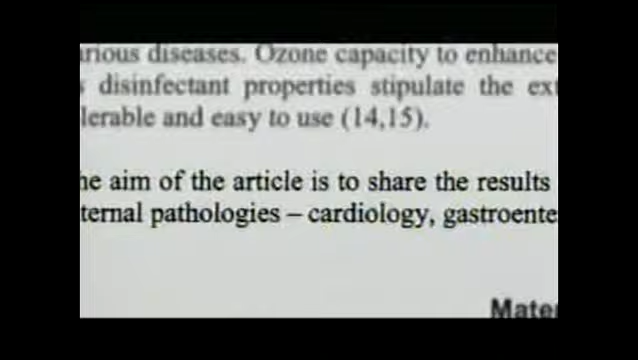 rious diseases. Ozone capacity to enhance
disinfectant properties stipulate the ex
lerable and easy to use (14,15).
he aim of the article is to share the results
ternal pathologies – cardiology, gastroente
Mate